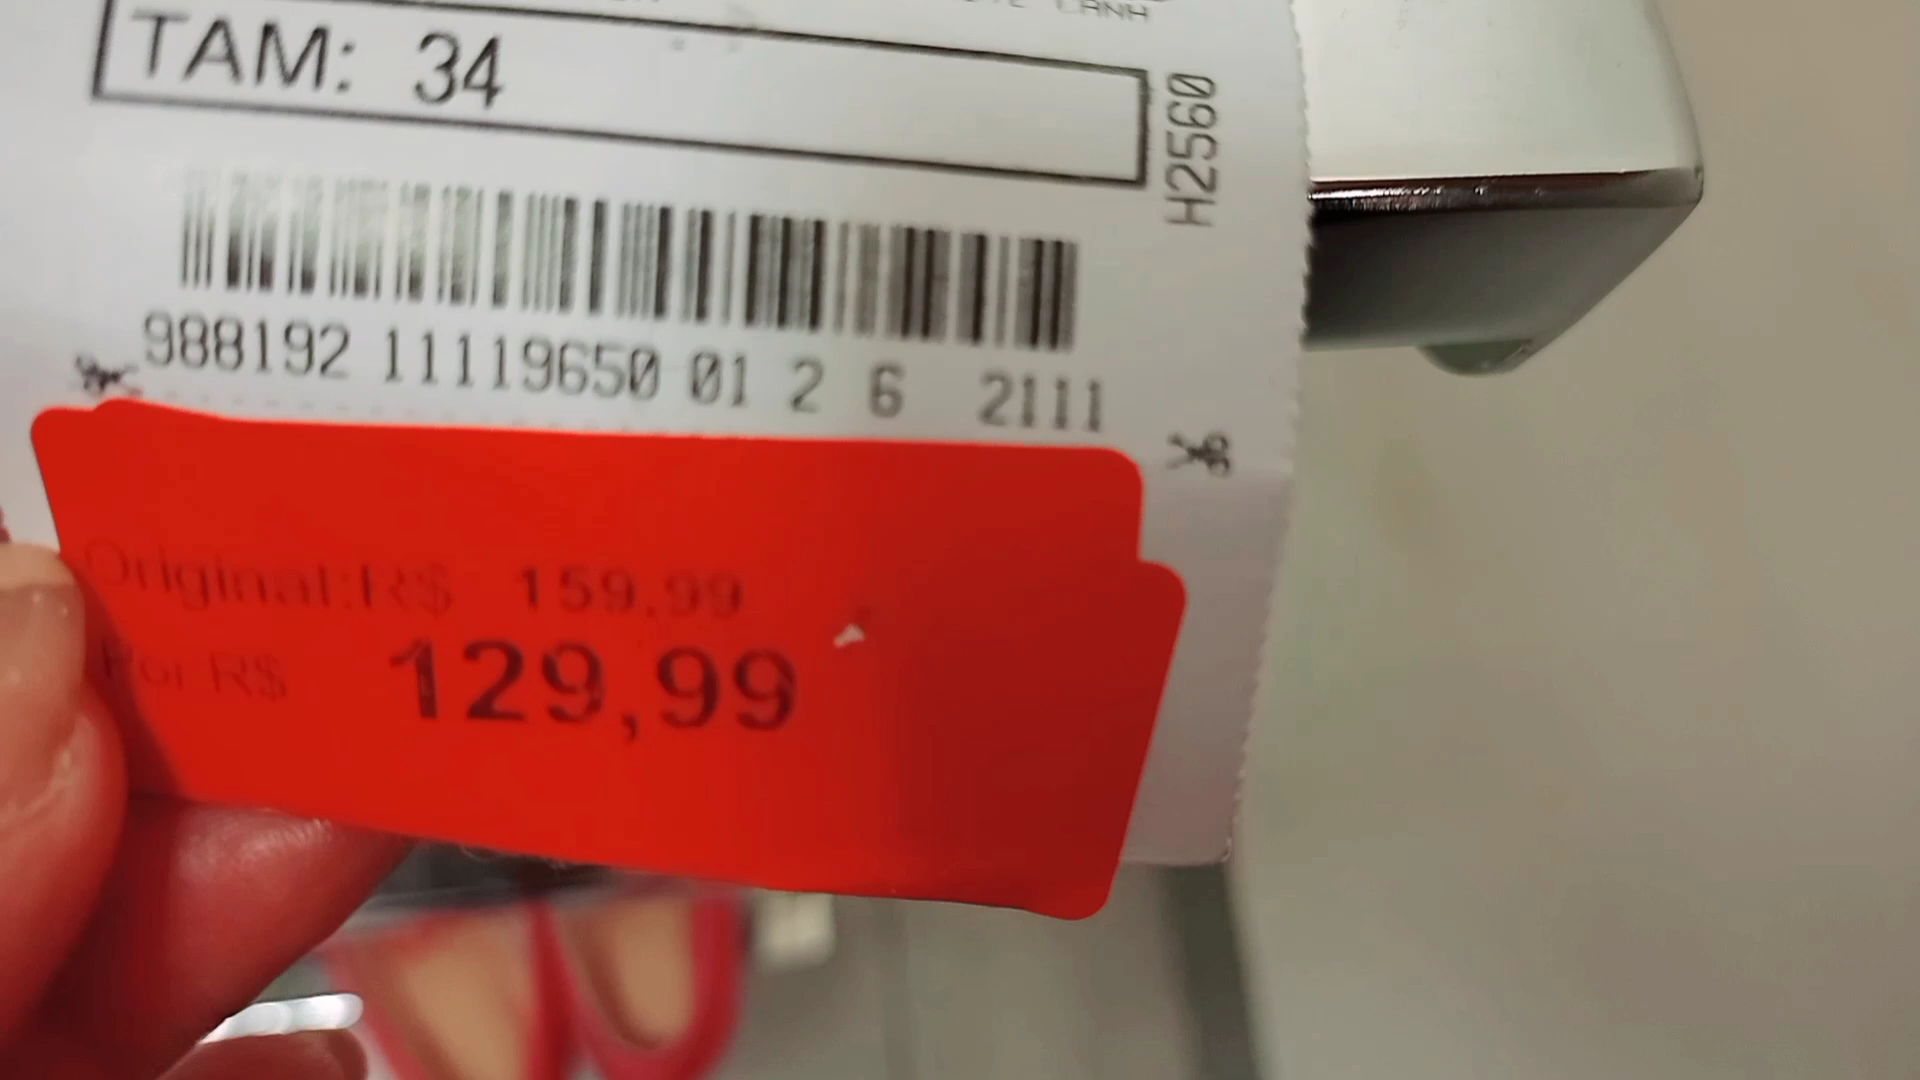 TAM: 34
H2560
988192 11119650 01 2 6 2111
Original:R$ 159,99
Por R$ 129,99